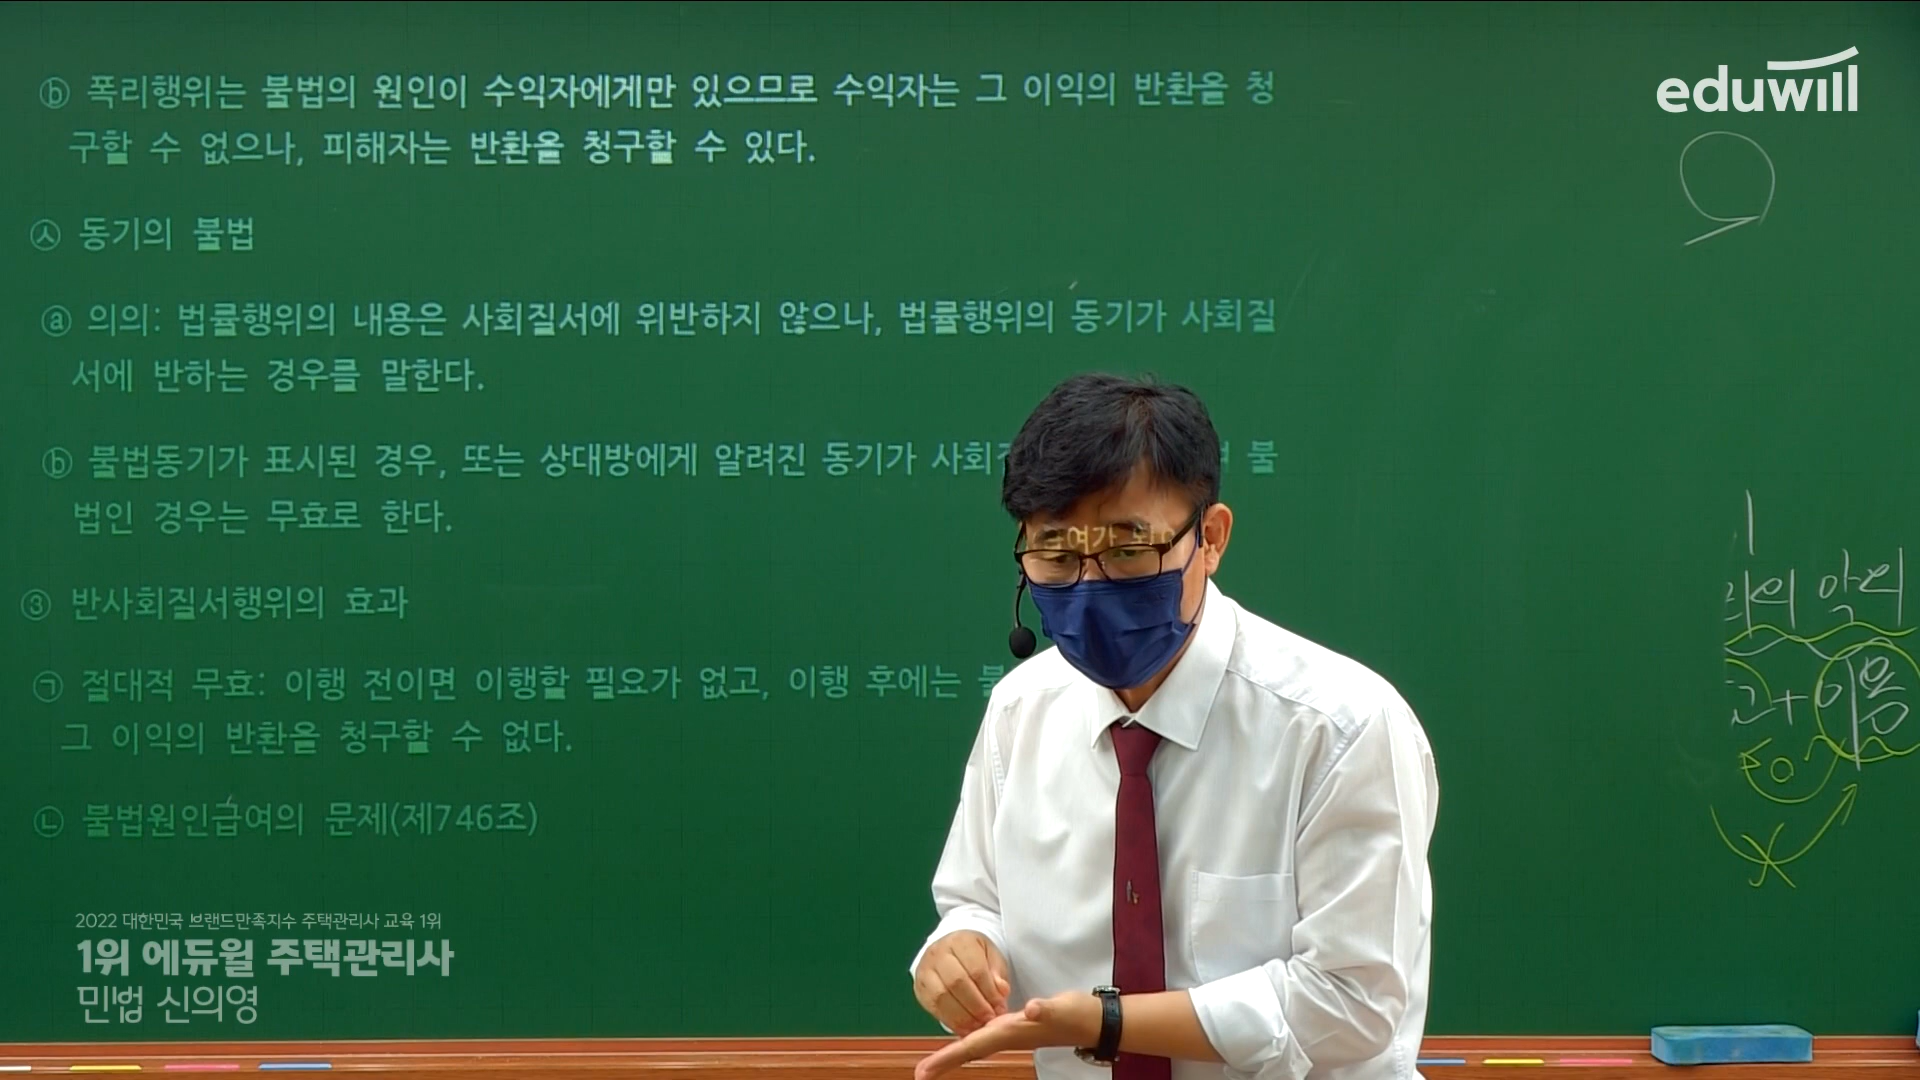 ⓑ 폭리행위는 불법의 원인이 수익자에게만 있으므로 수익자는 그 이익의 반환을 청
구할 수 없으나, 피해자는 반환을 청구할 수 있다.
㉦ 동기의 불법
ⓐ 의의: 법률행위의 내용은 사회질서에 위반하지 않으나, 법률행위의 동기가 사회질
서에 반하는 경우를 말한다.
ⓑ 불법동기가 표시된 경우, 또는 상대방에게 알려진 동기가 불
법인 경우는 무효로 한다.
③ 반사회질서행위의 효과
㉠ 절대적 무효: 이행 전이면 이행할 필요가 없고, 이행 후에는
그 이익의 반환을 청구할 수 없다.
㉡ 불법원인급여의 문제(제746조)
eduwill
악의
+이용
2022 대한민국 브랜드만족지수 주택관리사 교육 1위
1위 에듀윌 주택관리사
민법 신의영